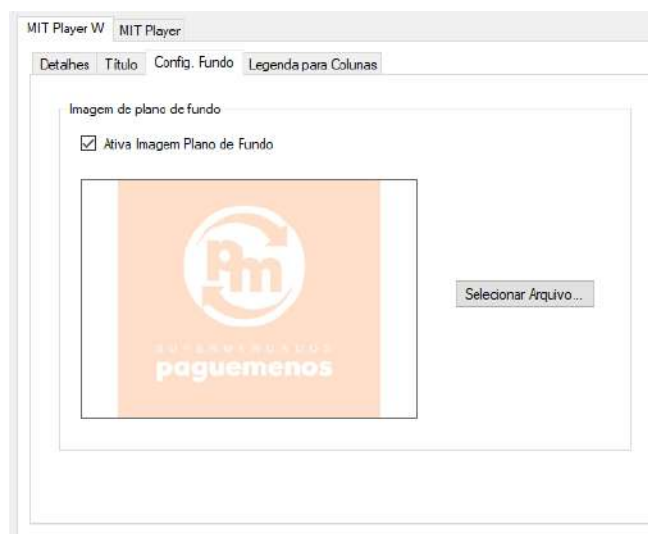 MIT Player W MIT Player
Detalhes Título Config. Fundo Legenda para Colunas
Imagem de plano de fundo
Ativa Imagem Plano de Fundo
pm
SUPERMERCADOS
paguemenos
Selecionar Arquivo...